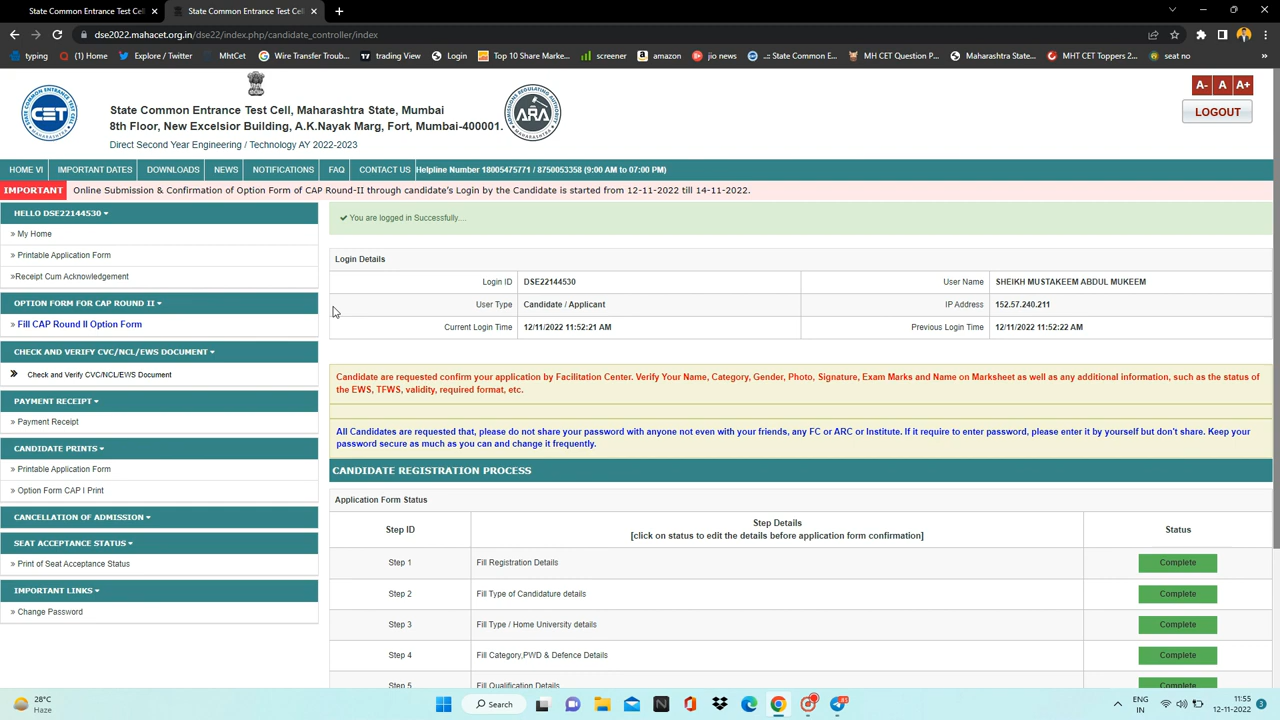 State Common Entrance Test Cell, ×
State Common Entrance Test Cell, ×
dse2022.mahacet.org.in/dse22/index.php/candidate_controller/index
typing
(1) Home
Explore / Twitter
MhtCet
Wire Transfer Troub...
trading View
Login
Top 10 Share Marke...
screener
amazon
jio news
..: State Common E...
MH CET Question P...
Maharashtra State...
MHT CET Toppers 2...
seat no
»
CET
ARA
State Common Entrance Test Cell, Maharashtra State, Mumbai
8th Floor, New Excelsior Building, A.K.Nayak Marg, Fort, Mumbai-400001.
Direct Second Year Engineering / Technology AY 2022-2023
A- A A+
LOGOUT
HOME VI IMPORTANT DATES DOWNLOADS NEWS NOTIFICATIONS FAQ CONTACT US Helpline Number 18005475771 / 8750053358 (9:00 AM to 07:00 PM)
IMPORTANT Online Submission & Confirmation of Option Form of CAP Round-II through candidate's Login by the Candidate is started from 12-11-2022 till 14-11-2022.
HELLO DSE22144530
» My Home
» Printable Application Form
»Receipt Cum Acknowledgement
OPTION FORM FOR CAP ROUND II
» Fill CAP Round II Option Form
CHECK AND VERIFY CVC/NCL/EWS DOCUMENT
Check and Verify CVC/NCL/EWS Document
PAYMENT RECEIPT
» Payment Receipt
CANDIDATE PRINTS
» Printable Application Form
» Option Form CAP I Print
CANCELLATION OF ADMISSION
SEAT ACCEPTANCE STATUS
» Print of Seat Acceptance Status
IMPORTANT LINKS
» Change Password
You are logged in Successfully....
Login Details
Login ID DSE22144530 User Name SHEIKH MUSTAKEEM ABDUL MUKEEM
User Type Candidate / Applicant IP Address 152.57.240.211
Current Login Time 12/11/2022 11:52:21 AM Previous Login Time 12/11/2022 11:52:22 AM
Candidate are requested confirm your application by Facilitation Center. Verify Your Name, Category, Gender, Photo, Signature, Exam Marks and Name on Marksheet as well as any additional information, such as the status of
the EWS, TFWS, validity, required format, etc.
All Candidates are requested that, please do not share your password with anyone not even with your friends, any FC or ARC or Institute. If it require to enter password, please enter it by yourself but don't share. Keep your
password secure as much as you can and change it frequently.
CANDIDATE REGISTRATION PROCESS
Application Form Status
Step ID Step Details Status
[click on status to edit the details before application form confirmation]
Step 1 Fill Registration Details Complete
Step 2 Fill Type of Candidature details Complete
Step 3 Fill Type / Home University details Complete
Step 4 Fill Category,PWD & Defence Details Complete
Step 5 Fill Qualification Details Complete
28°C
Haze
Search
81
ENG
IN
11:55
12-11-2022
3